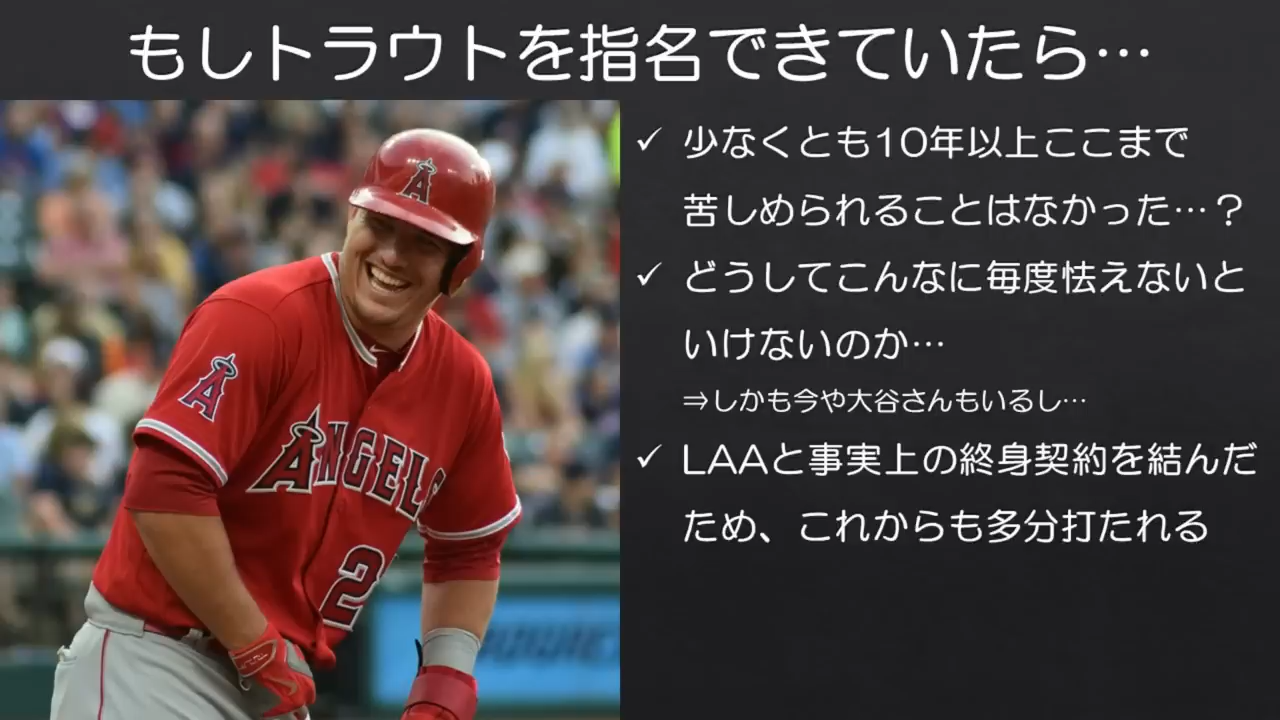 もしトラウトを指名できていたら…
✓ 少なくとも10年以上ここまで
苦しめられることはなかった…？
✓ どうしてこんなに毎度怯えないと
いけないのか…
⇒しかも今や大谷さんもいるし…
✓ LAAと事実上の終身契約を結んだ
ため、これからも多分打たれる
A
A
ANGELS
2